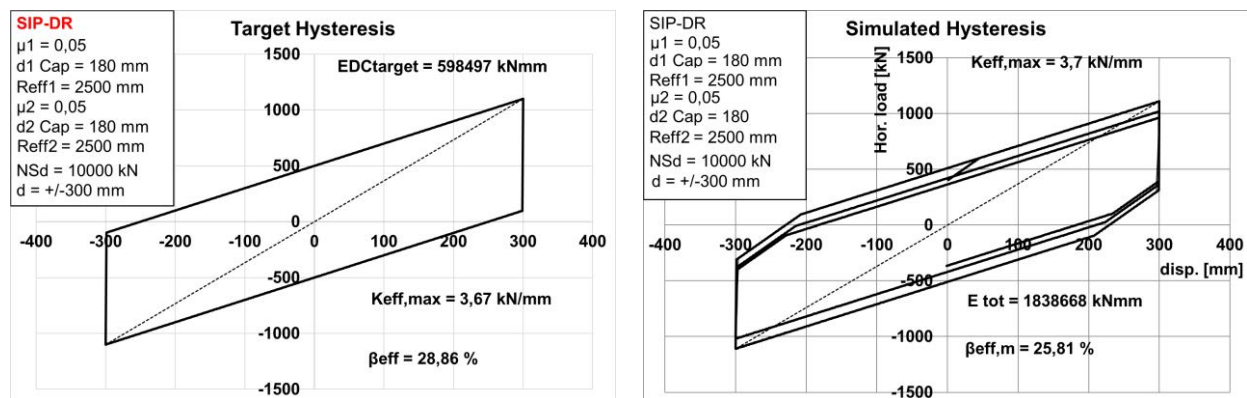 SIP-DR
µ1 = 0,05
d1 Cap = 180 mm
Reff1 = 2500 mm
µ2 = 0,05
d2 Cap = 180 mm
Reff2 = 2500 mm
NSd = 10000 kN
d = +/-300 mm
Target Hysteresis
EDCtarget = 598497 kNmm
1500
1000
500
0
-500
-1000
-1500
-400 -300 -200 -100 0 100 200 300 400
Keff,max = 3,67 kN/mm
βeff = 28,86 %
SIP-DR
µ1 = 0,05
d1 Cap = 180 mm
Reff1 = 2500 mm
µ2 = 0,05
d2 Cap = 180
Reff2 = 2500 mm
NSd = 10000 kN
d = +/-300 mm
Simulated Hysteresis
Hor. load [kN]
Keff,max = 3,7 kN/mm
1500
1000
500
0
-500
-1000
-1500
-400 -300 -200 -100 0 100 200 300 400
disp. [mm]
E tot = 1838668 kNmm
βeff,m = 25,81 %